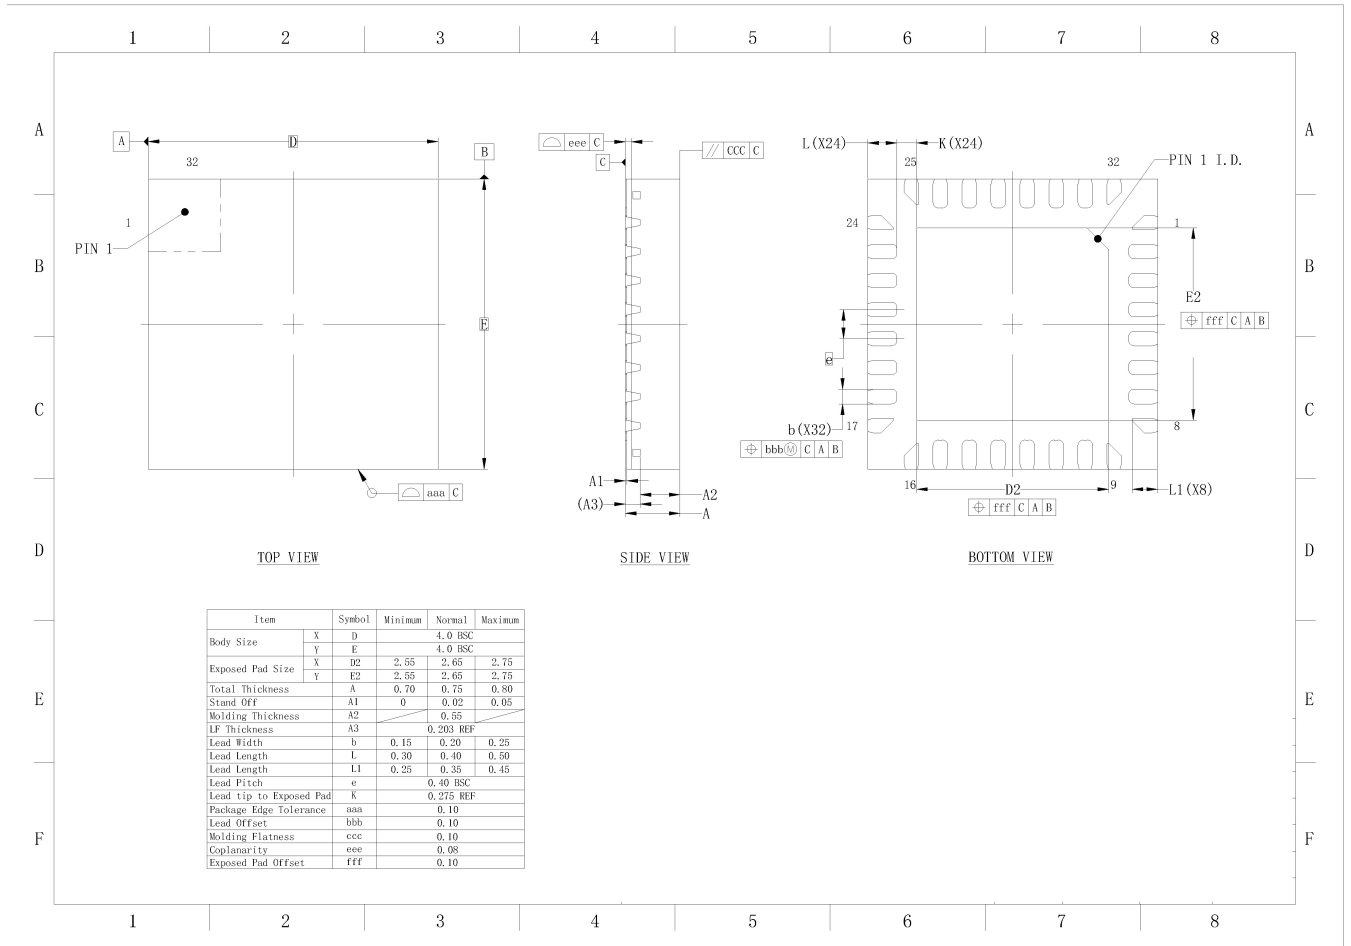 1 2 3 4 5 6 7 8
A A
A D eee C CCC C L(X24) K(X24)
32 B C 25 32 PIN 1 I.D.
1 24 1
PIN 1
B B
E2
fff C A B
E
e
C C
b(X32) 17 8
bbbⓂ C A B
A1 16 D2 9 L1(X8)
aaa C A2
(A3) fff C A B
A
D D
TOP VIEW SIDE VIEW BOTTOM VIEW
Item Symbol Minimum Normal Maximum
Body Size X D 4.0 BSC
Y E 4.0 BSC
Exposed Pad Size X D2 2.55 2.65 2.75
Y E2 2.55 2.65 2.75
Total Thickness A 0.70 0.75 0.80
Stand Off A1 0 0.02 0.05
Molding Thickness A2 0.55
LF Thickness A3 0.203 REF
Lead Width b 0.15 0.20 0.25
Lead Length L 0.30 0.40 0.50
Lead Length L1 0.25 0.35 0.45
Lead Pitch e 0.40 BSC
Lead tip to Exposed Pad K 0.275 REF
Package Edge Tolerance aaa 0.10
Lead Offset bbb 0.10
Molding Flatness ccc 0.10
Coplanarity eee 0.08
Exposed Pad Offset fff 0.10
E E
F F
1 2 3 4 5 6 7 8